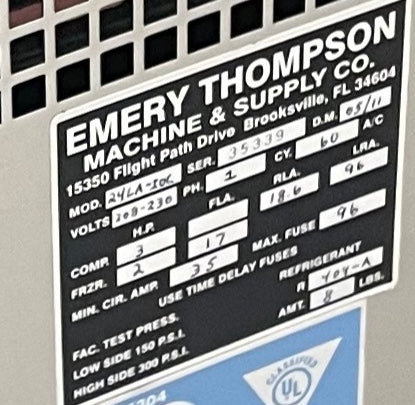 EMERY THOMPSON
MACHINE & SUPPLY CO.
15350 Flight Path Drive Brooksville, FL 34604
MOD. 24LA-IOC SER. 35339 D.M. 05/11
VOLTS 208-230 PH. 1 CY. 60 A/C
H.P. FLA. RLA. LRA.
COMP. 3 18.6 96
FRZR. 2 17 MAX. FUSE 96
MIN. CIR. AMP. 35
USE TIME DELAY FUSES
REFRIGERANT
FAC. TEST PRESS. R 404-A
LOW SIDE 150 P.S.I. AMT. 8 LBS.
HIGH SIDE 300 P.S.I.
CLASSIFIED
UL